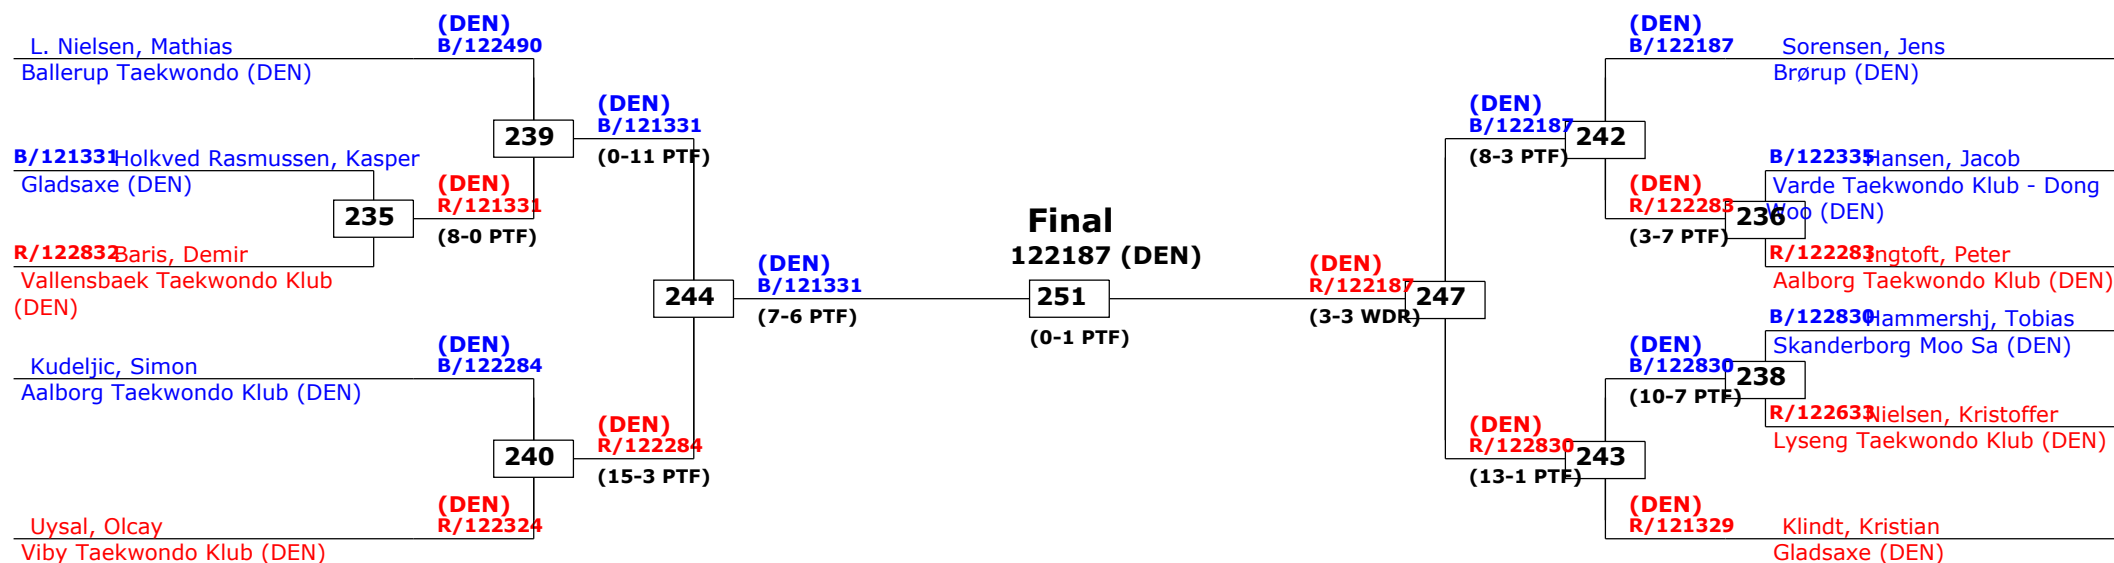 (DEN)
B/122490
L. Nielsen, Mathias
Ballerup Taekwondo (DEN)
239
(DEN)
B/121331
(0-11 PTF)
B/121331 Holkved Rasmussen, Kasper
Gladsaxe (DEN)
235
(DEN)
R/121331
(8-0 PTF)
R/122832 Baris, Demir
Vallensbaek Taekwondo Klub
(DEN)
244
(DEN)
B/121331
(7-6 PTF)
(DEN)
B/122284
Kudeljic, Simon
Aalborg Taekwondo Klub (DEN)
240
(DEN)
R/122284
(15-3 PTF)
(DEN)
R/122324
Uysal, Olcay
Viby Taekwondo Klub (DEN)
Final
122187 (DEN)
251
(0-1 PTF)
(DEN)
B/122187
Sorensen, Jens
Brørup (DEN)
(DEN)
B/122187
(8-3 PTF)
242
B/122335 Hansen, Jacob
Varde Taekwondo Klub - Dong
Woo (DEN)
(DEN)
R/122283
(3-7 PTF)
236
R/122283 Ingtoft, Peter
Aalborg Taekwondo Klub (DEN)
(DEN)
R/122187
(3-3 WDR)
247
B/122830 Hammershj, Tobias
Skanderborg Moo Sa (DEN)
(DEN)
B/122830
(10-7 PTF)
238
R/122633 Nielsen, Kristoffer
Lyseng Taekwondo Klub (DEN)
(DEN)
R/122830
(13-1 PTF)
243
(DEN)
R/121329
Klindt, Kristian
Gladsaxe (DEN)